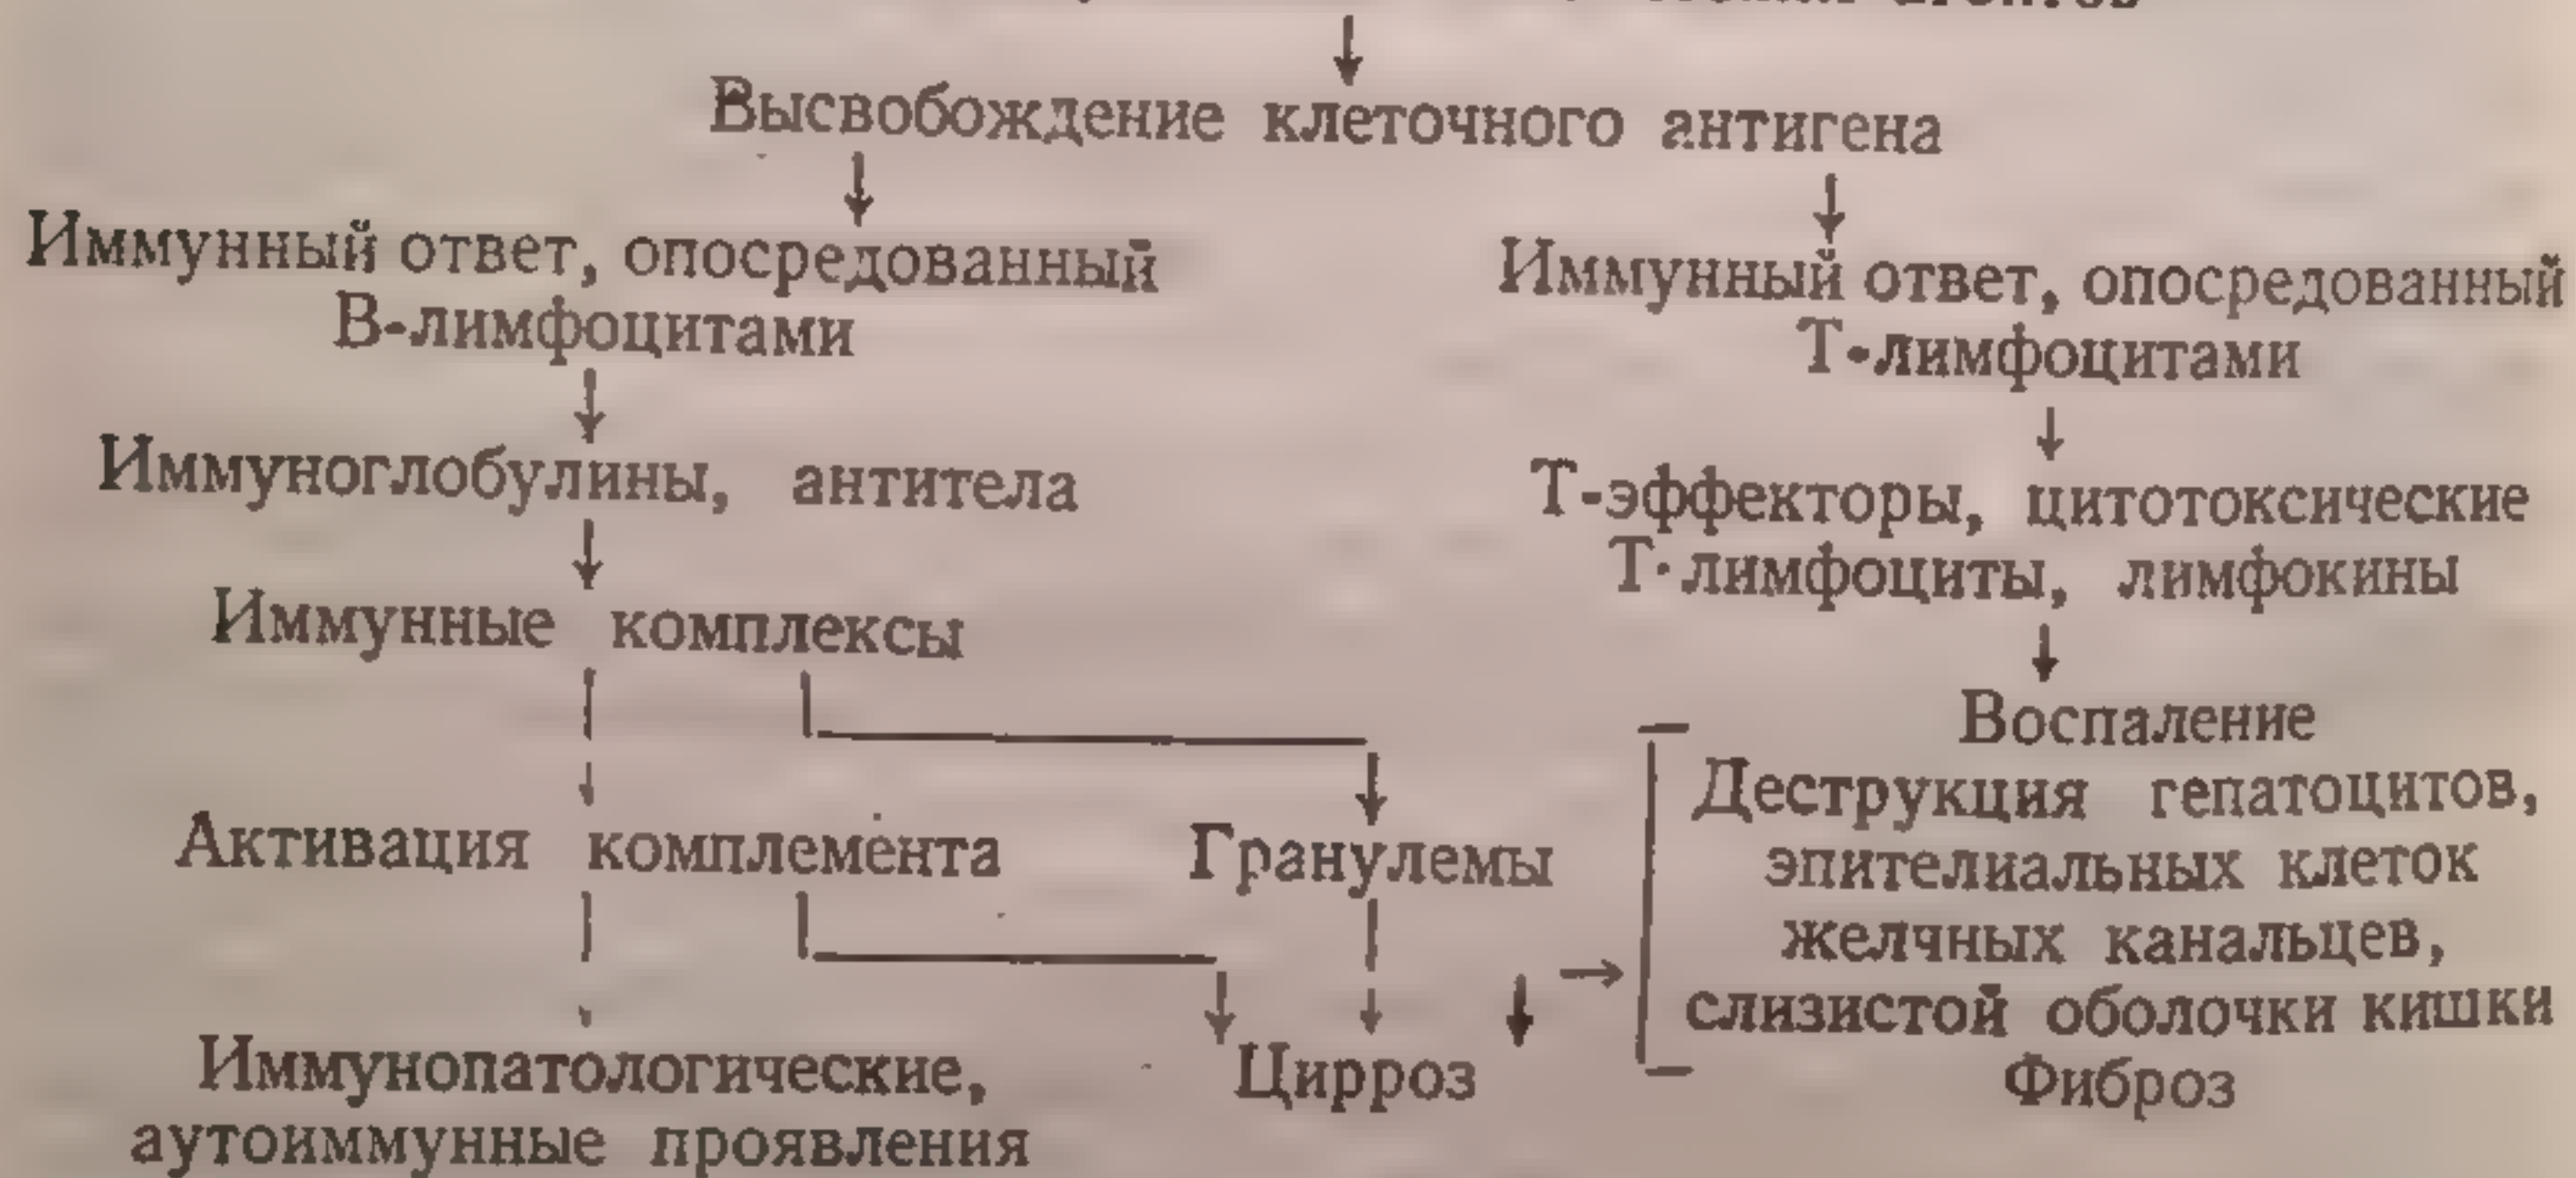 Высвобождение клеточного антигена
Иммунный ответ, опосредованный
В-лимфоцитами
Иммунный ответ, опосредованный
Т-лимфоцитами
Иммуноглобулины, антитела
Т-эффекторы, цитотоксические
Т-лимфоциты, лимфокины
Иммунные комплексы
Воспаление
Деструкция гепатоцитов,
эпителиальных клеток
желчных канальцев,
слизистой оболочки кишки
Фиброз
Активация комплемента
Гранулемы
Иммунопатологические,
аутоиммунные проявления
Цирроз